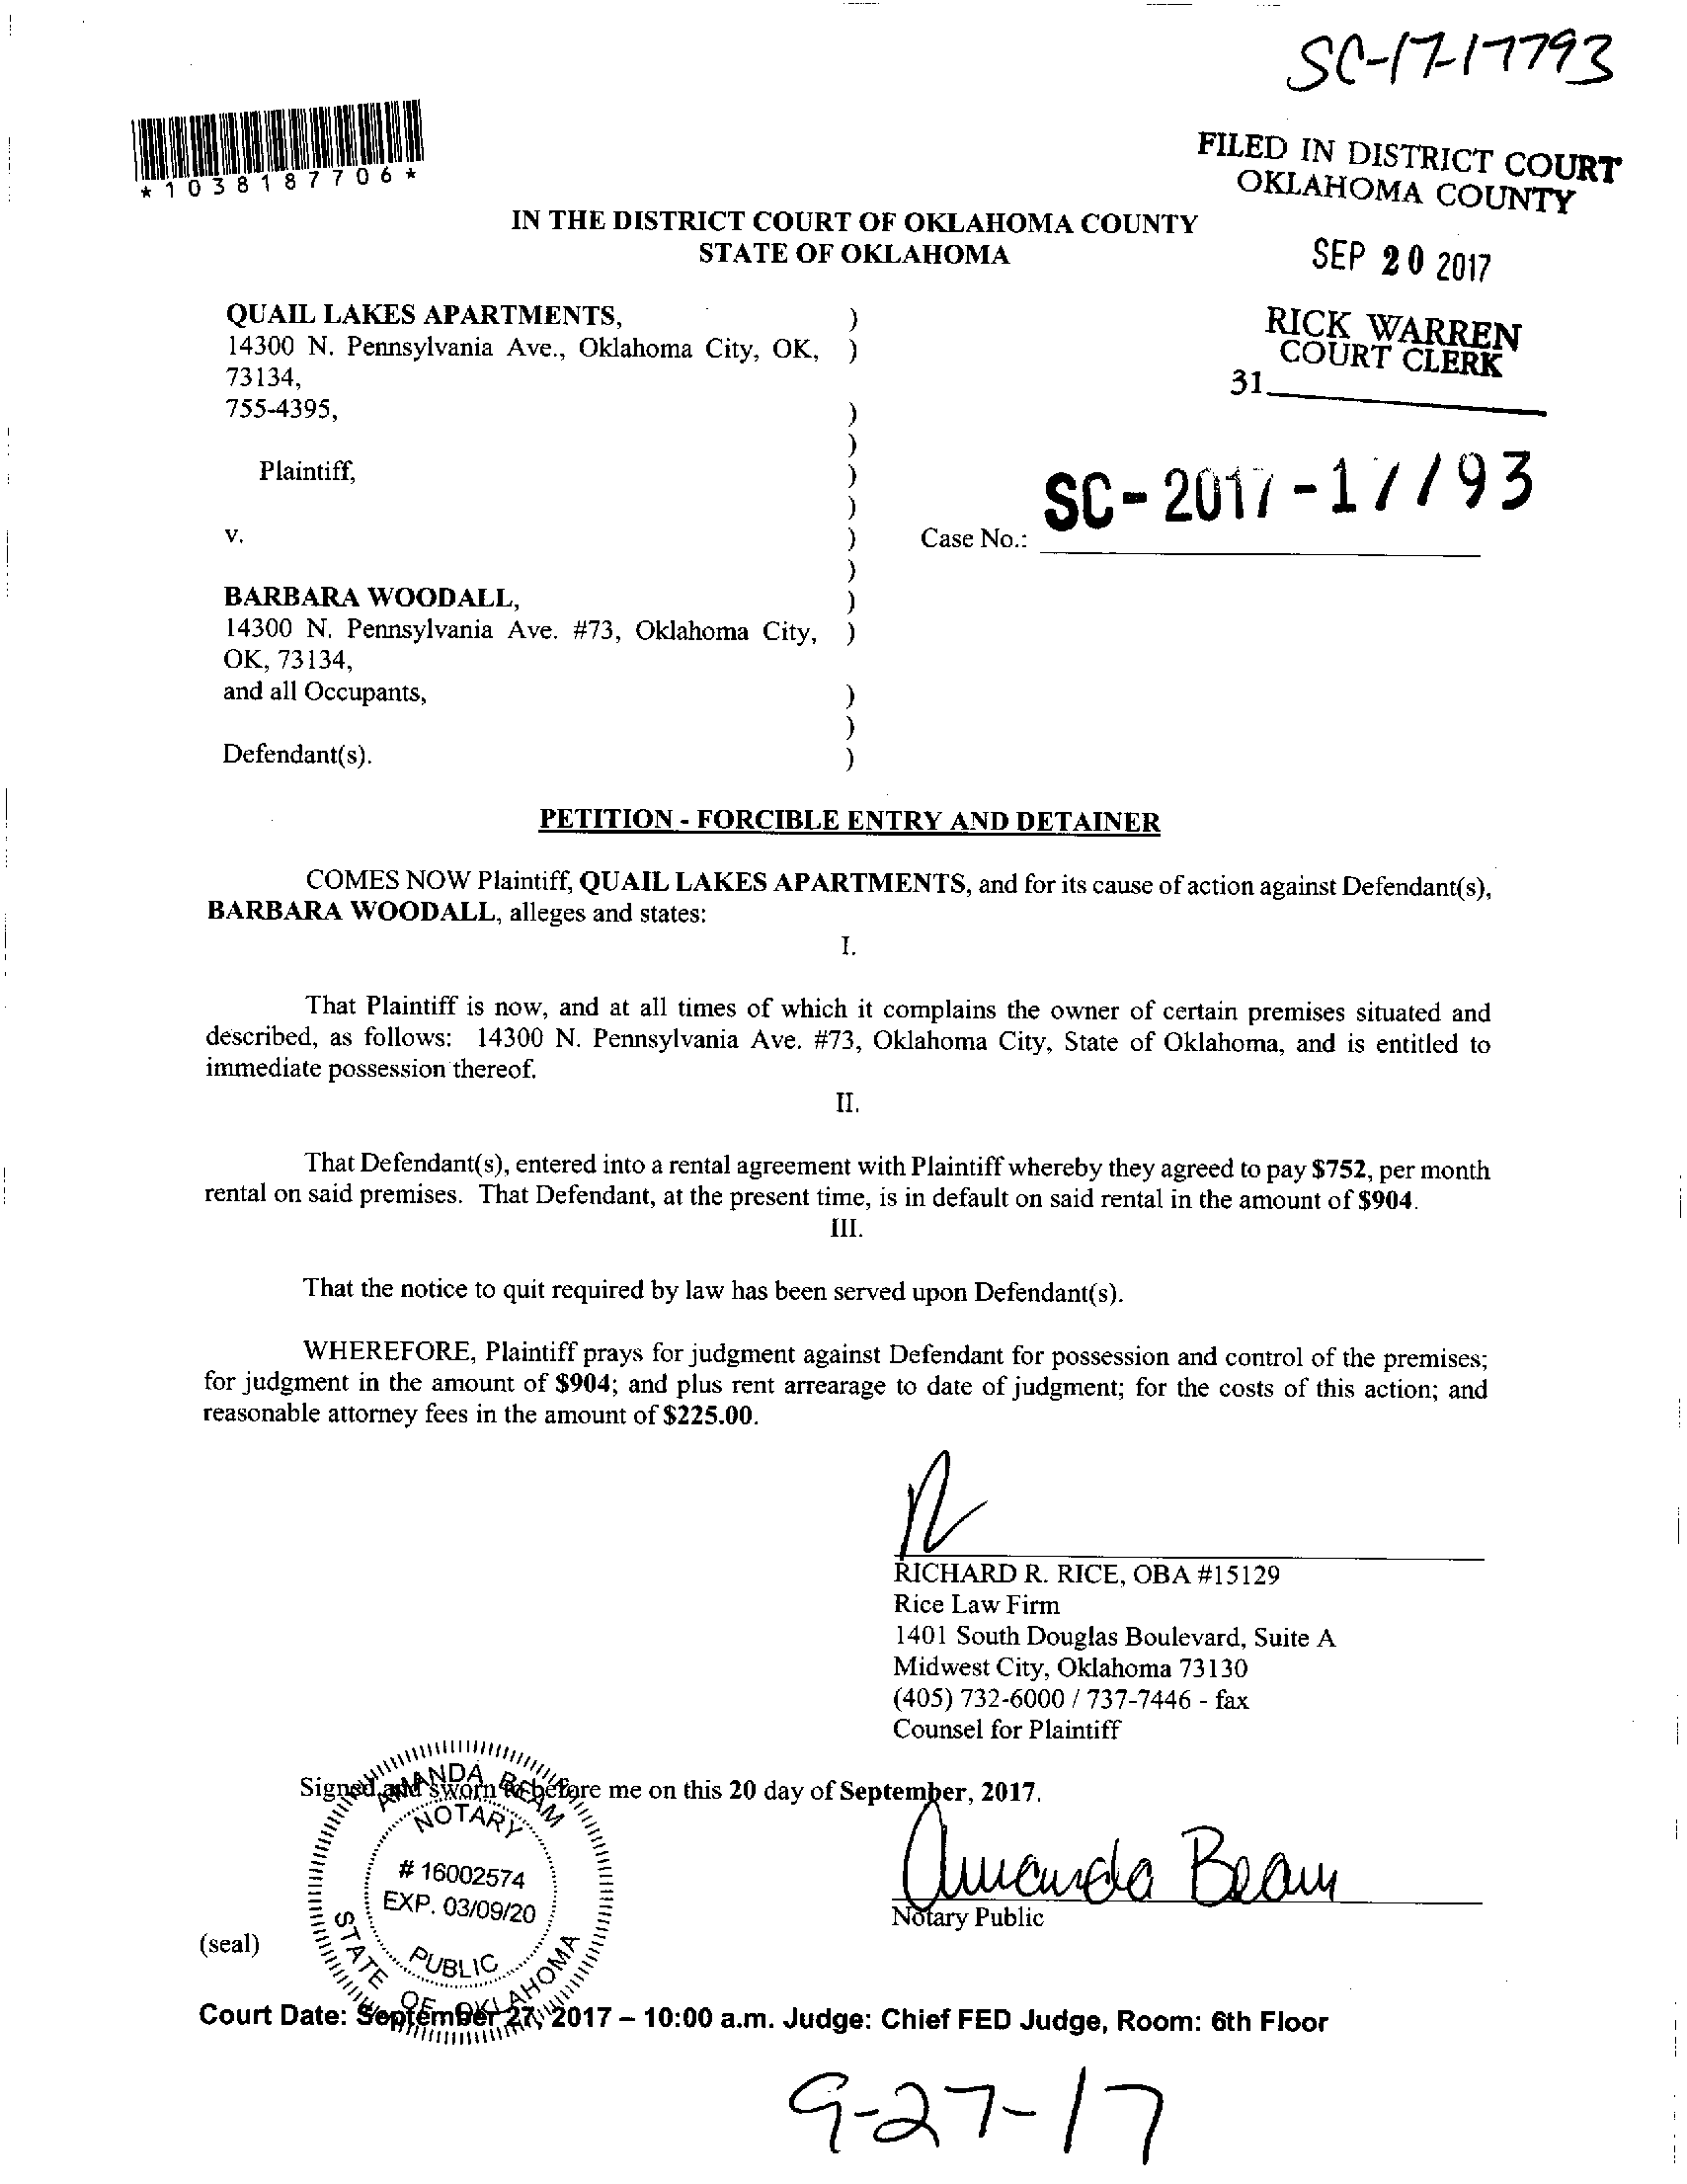 SC-17-17793
*1038187706*
FILED IN DISTRICT COURT
OKLAHOMA COUNTY
IN THE DISTRICT COURT OF OKLAHOMA COUNTY
STATE OF OKLAHOMA
SEP 20 2017
RICK WARREN
COURT CLERK
31
QUAIL LAKES APARTMENTS, )
14300 N. Pennsylvania Ave., Oklahoma City, OK, )
73134,
755-4395, )
)
Plaintiff, )
)
v. ) Case No.: SC-2017-17793
)
BARBARA WOODALL, )
14300 N. Pennsylvania Ave. #73, Oklahoma City, )
OK, 73134,
and all Occupants, )
)
Defendant(s). )
PETITION - FORCIBLE ENTRY AND DETAINER
COMES NOW Plaintiff, QUAIL LAKES APARTMENTS, and for its cause of action against Defendant(s),
BARBARA WOODALL, alleges and states:
I.
That Plaintiff is now, and at all times of which it complains the owner of certain premises situated and
described, as follows: 14300 N. Pennsylvania Ave. #73, Oklahoma City, State of Oklahoma, and is entitled to
immediate possession thereof.
II.
That Defendant(s), entered into a rental agreement with Plaintiff whereby they agreed to pay $752, per month
rental on said premises. That Defendant, at the present time, is in default on said rental in the amount of $904.
III.
That the notice to quit required by law has been served upon Defendant(s).
WHEREFORE, Plaintiff prays for judgment against Defendant for possession and control of the premises;
for judgment in the amount of $904; and plus rent arrearage to date of judgment; for the costs of this action; and
reasonable attorney fees in the amount of $225.00.
RICHARD R. RICE, OBA #15129
Rice Law Firm
1401 South Douglas Boulevard, Suite A
Midwest City, Oklahoma 73130
(405) 732-6000 / 737-7446 - fax
Counsel for Plaintiff
Signed and sworn to before me on this 20 day of September, 2017.
AMANDA BEAM
NOTARY
# 16002574
EXP. 03/09/20
PUBLIC
STATE OF OKLAHOMA
Amanda Beam
Notary Public
(seal)
Court Date: September 27, 2017 – 10:00 a.m. Judge: Chief FED Judge, Room: 6th Floor
9-27-17